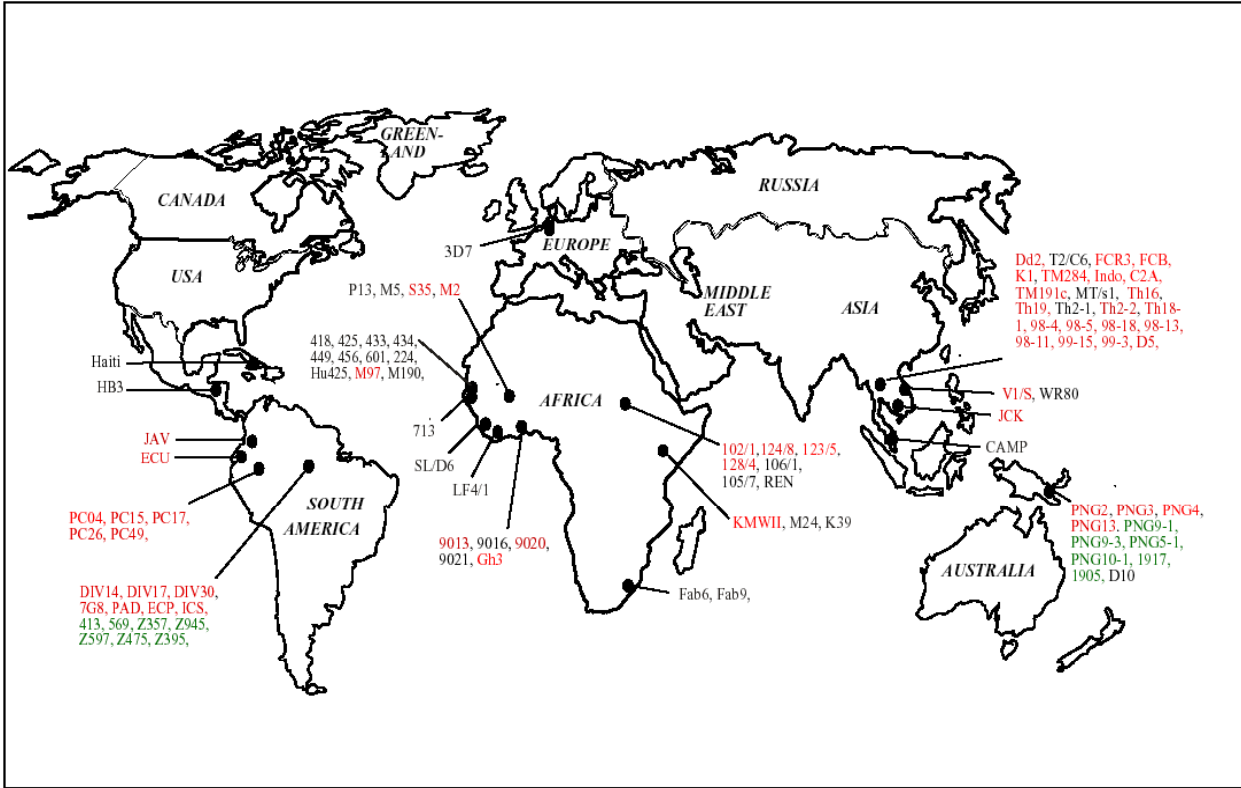 GREEN-
LAND
CANADA
RUSSIA
USA
3D7
EUROPE
P13, M5, S35, M2
MIDDLE
EAST
ASIA
Dd2, T2/C6, FCR3, FCB,
K1, TM284, Indo, C2A,
TM191c, MT/s1, Th16,
Th19, Th2-1, Th2-2, Th18-
1, 98-4, 98-5, 98-18, 98-13,
98-11, 99-15, 99-3, D5,
418, 425, 433, 434,
449, 456, 601, 224,
Hu425, M97, M190,
Haiti
HB3
AFRICA
V1/S, WR80
JCK
713
JAV
ECU
SL/D6
LF4/1
102/1, 124/8, 123/5,
128/4, 106/1,
105/7, REN
CAMP
SOUTH
AMERICA
PC04, PC15, PC17,
PC26, PC49,
KMWII, M24, K39
PNG2, PNG3, PNG4,
PNG13, PNG9-1,
PNG9-3, PNG5-1,
PNG10-1, 1917,
1905, D10
9013, 9016, 9020,
9021, Gh3
AUSTRALIA
DIV14, DIV17, DIV30,
7G8, PAD, ECP, ICS,
413, 569, Z357, Z945,
Z597, Z475, Z395,
Fab6, Fab9,